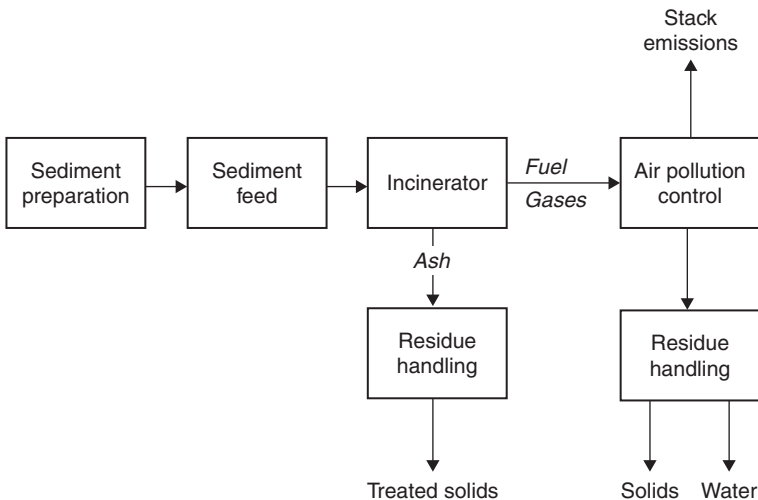 Stack
emissions
Sediment
preparation
Sediment
feed
Incinerator
Fuel
Gases
Air pollution
control
Ash
Residue
handling
Residue
handling
Treated solids
Solids
Water